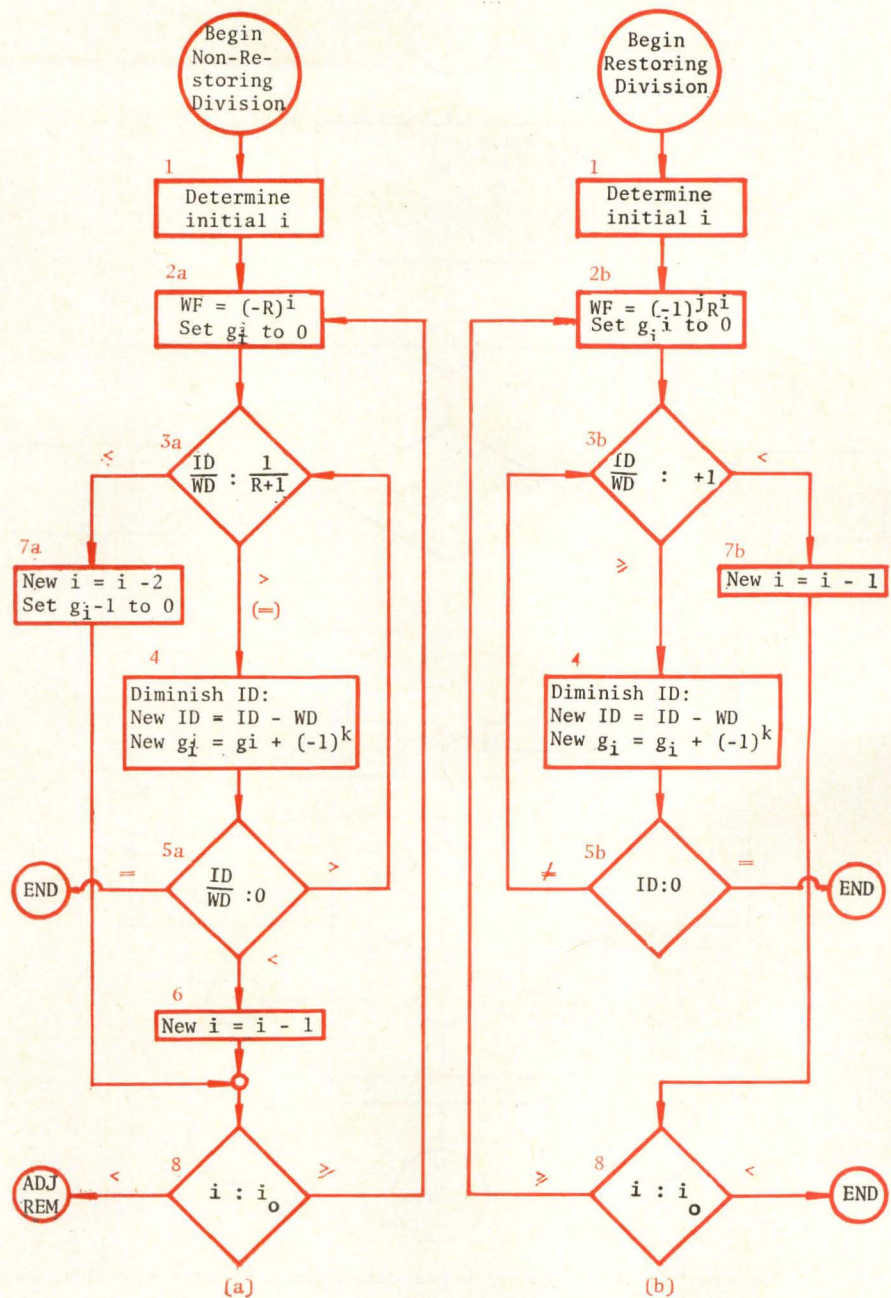 Begin
Non-Re-
storing
Division
1
Determine
initial i
2a
WF = (-R)^i
Set g_i to 0
3a
ID/WD : 1/(R+1)
<
>
(=)
7a
New i = i -2
Set g_i-1 to 0
4
Diminish ID:
New ID = ID - WD
New g_i = gi + (-1)^k
5a
ID/WD :0
=
>
<
END
6
New i = i - 1
8
i : i_o
<
≥
ADJ
REM
(a)
Begin
Restoring
Division
1
Determine
initial i
2b
WF = (-1)^j R^i
Set g_i i to 0
3b
ID/WD : +1
<
≥
7b
New i = i - 1
4
Diminish ID:
New ID = ID - WD
New g_i = g_i + (-1)^k
5b
ID:0
≠
=
END
8
i : i_o
≥
<
END
(b)